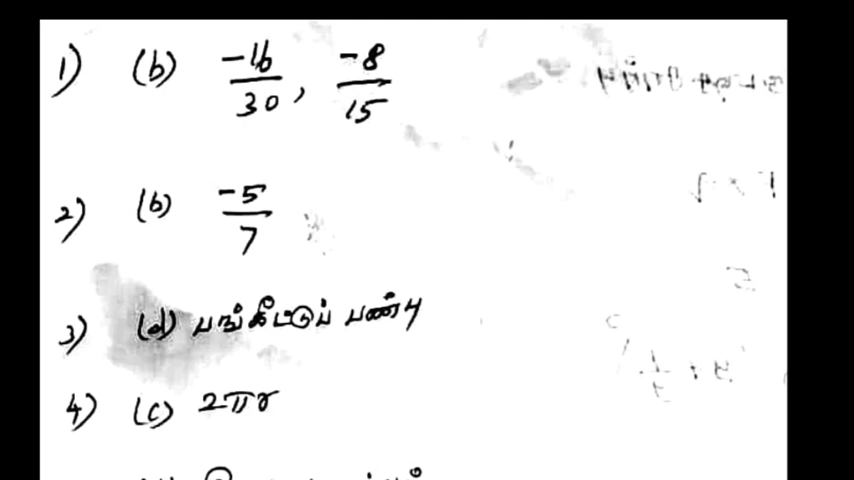 1) (b) -16/30, -8/15
2) (b) -5/7
3) (d) பங்கீட்டுப் பண்பு
4) (c) 2πr